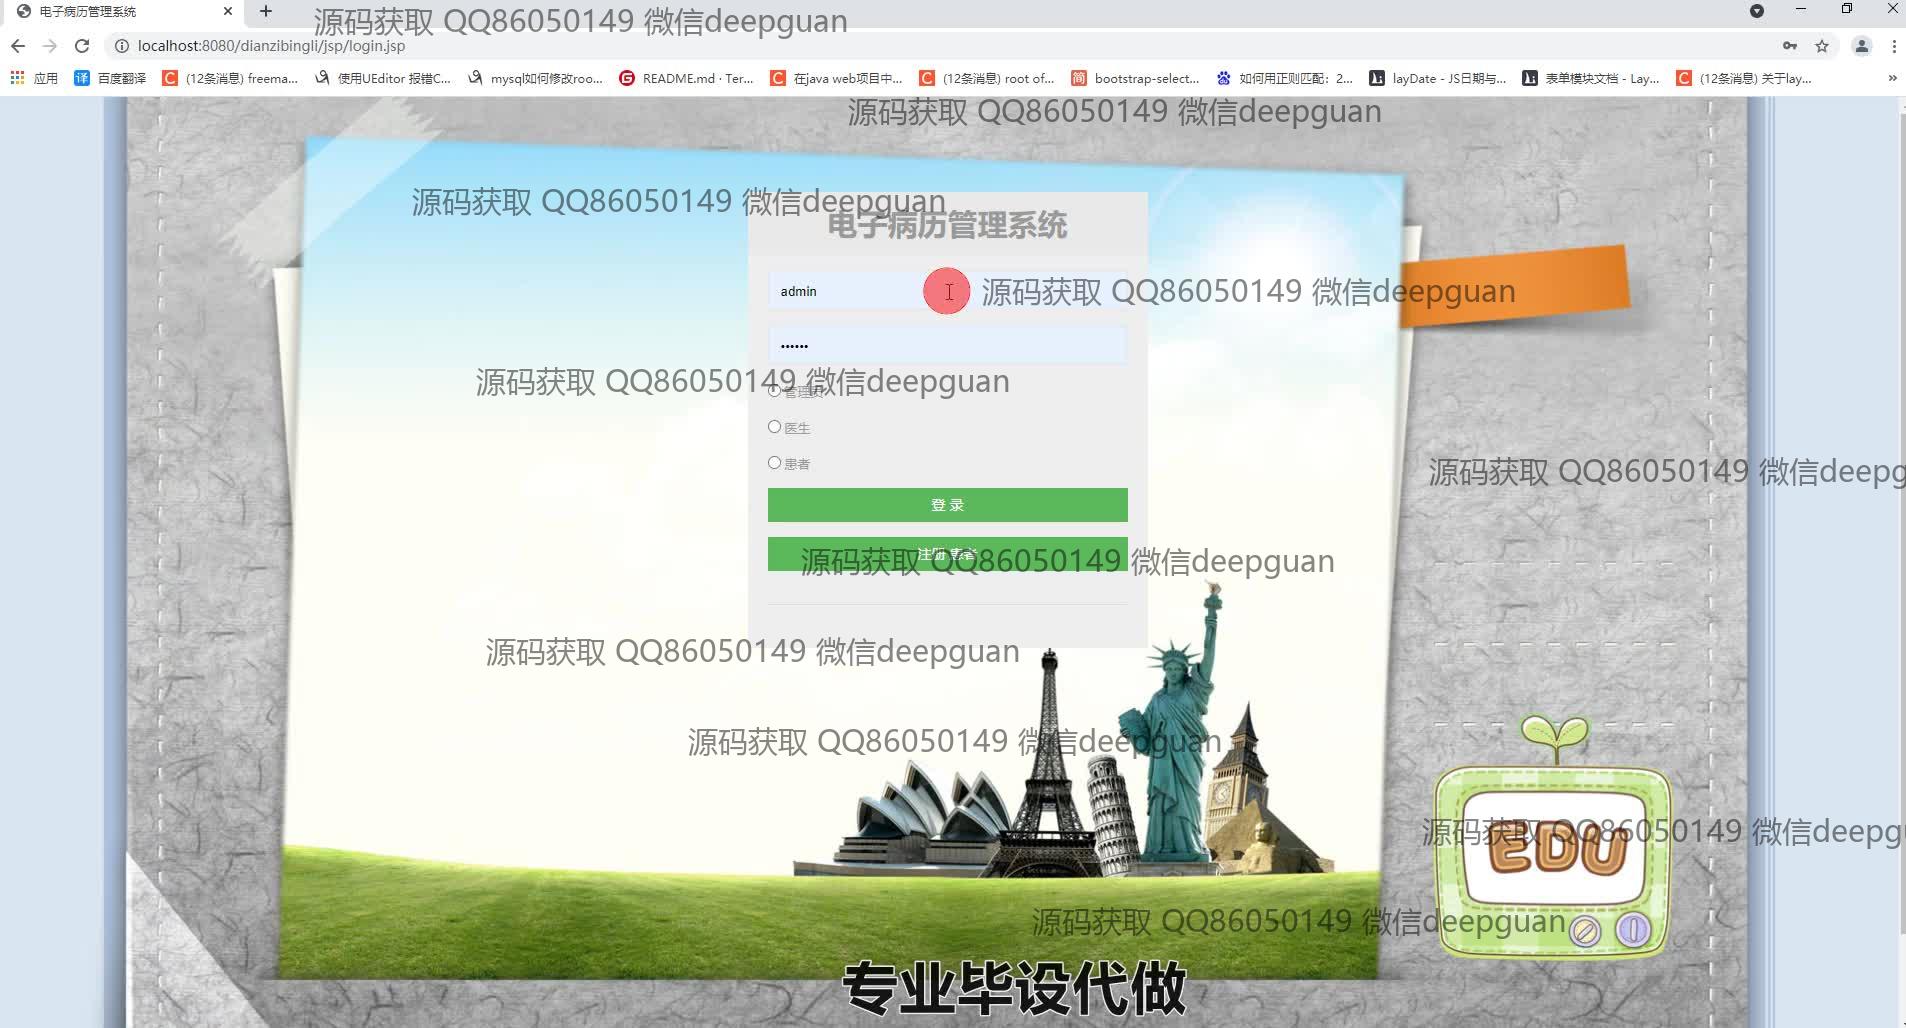 电子病历管理系统
源码获取 QQ86050149 微信deepguan
localhost:8080/dianzibingli/jsp/login.jsp
应用
百度翻译
(12条消息) freema...
使用UEditor 报错C...
mysql如何修改roo...
README.md · Ter...
在java web项目中...
(12条消息) root of...
bootstrap-select...
如何用正则匹配：2...
layDate - JS日期与...
表单模块文档 - Lay...
(12条消息) 关于lay...
源码获取 QQ86050149 微信deepguan
源码获取 QQ86050149 微信deepguan
电子病历管理系统
admin
源码获取 QQ86050149 微信deepguan
••••••
源码获取 QQ86050149 微信deepguan
管理员
医生
患者
源码获取 QQ86050149 微信deepg
登 录
注册 患者
源码获取 QQ86050149 微信deepguan
源码获取 QQ86050149 微信deepguan
源码获取 QQ86050149 微信deepguan
源码获取 QQ86050149 微信deepgu
EDU
源码获取 QQ86050149 微信deepguan
专业毕设代做